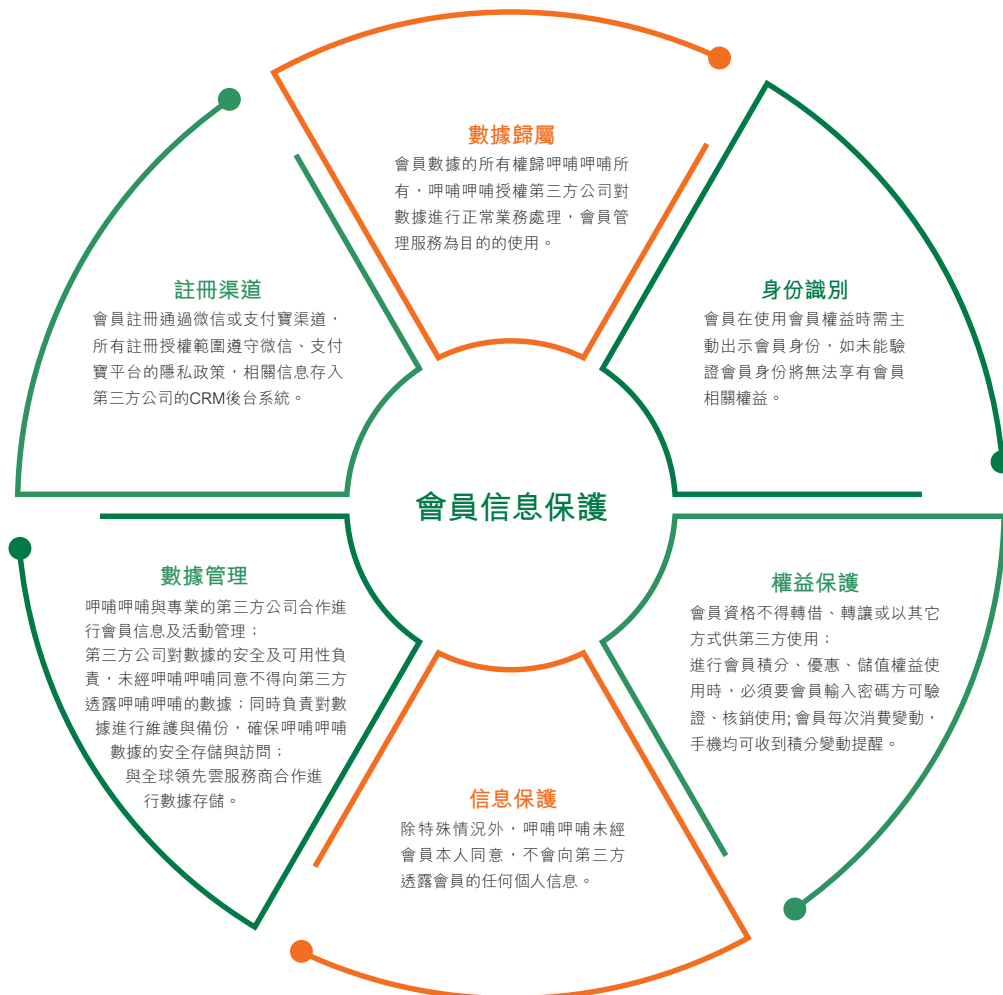 數據歸屬
會員數據的所有權歸呷哺呷哺所
有，呷哺呷哺授權第三方公司對
數據進行正常業務處理，會員管
理服務為目的的使用。
身份識別
會員在使用會員權益時需主
動出示會員身份，如未能驗
證會員身份將無法享有會員
相關權益。
權益保護
會員資格不得轉借、轉讓或以其它
方式供第三方使用；
進行會員積分、優惠、儲值權益使
用時，必須要會員輸入密碼方可驗
證、核銷使用; 會員每次消費變動，
手機均可收到積分變動提醒。
信息保護
除特殊情況外，呷哺呷哺未經
會員本人同意，不會向第三方
透露會員的任何個人信息。
數據管理
呷哺呷哺與專業的第三方公司合作進
行會員信息及活動管理；
第三方公司對數據的安全及可用性負
責，未經呷哺呷哺同意不得向第三方
透露呷哺呷哺的數據；同時負責對數
據進行維護與備份，確保呷哺呷哺
數據的安全存儲與訪問；
與全球領先雲服務商合作進
行數據存儲。
註冊渠道
會員註冊通過微信或支付寶渠道，
所有註冊授權範圍遵守微信、支付
寶平台的隱私政策，相關信息存入
第三方公司的CRM後台系統。
會員信息保護